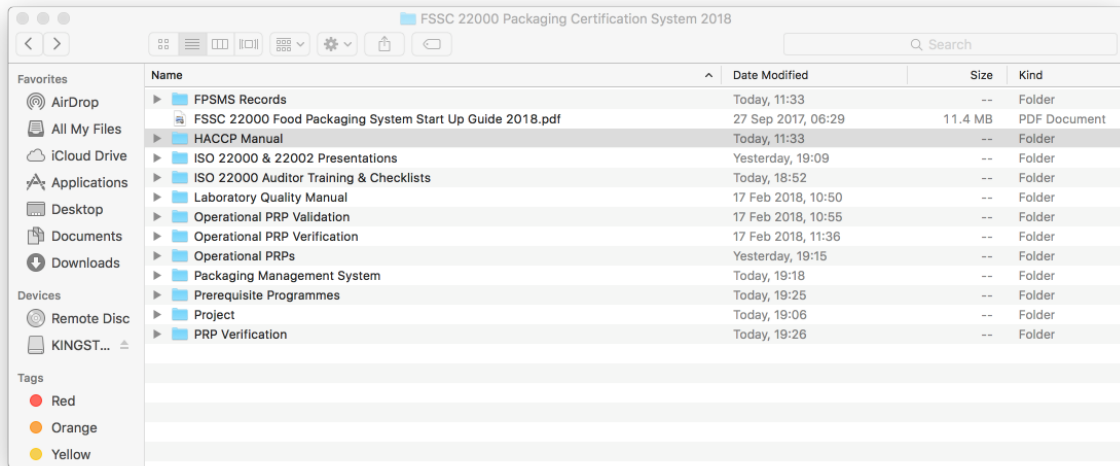 FSSC 22000 Packaging Certification System 2018
Search
Favorites
AirDrop
All My Files
iCloud Drive
Applications
Desktop
Documents
Downloads
Devices
Remote Disc
KINGST...
Tags
Red
Orange
Yellow
Name Date Modified Size Kind
FPSMS Records Today, 11:33 -- Folder
FSSC 22000 Food Packaging System Start Up Guide 2018.pdf 27 Sep 2017, 06:29 11.4 MB PDF Document
HACCP Manual Today, 11:33 -- Folder
ISO 22000 & 22002 Presentations Yesterday, 19:09 -- Folder
ISO 22000 Auditor Training & Checklists Today, 18:52 -- Folder
Laboratory Quality Manual 17 Feb 2018, 10:50 -- Folder
Operational PRP Validation 17 Feb 2018, 10:55 -- Folder
Operational PRP Verification 17 Feb 2018, 11:36 -- Folder
Operational PRPs Yesterday, 19:15 -- Folder
Packaging Management System Today, 19:18 -- Folder
Prerequisite Programmes Today, 19:25 -- Folder
Project Today, 19:06 -- Folder
PRP Verification Today, 19:26 -- Folder